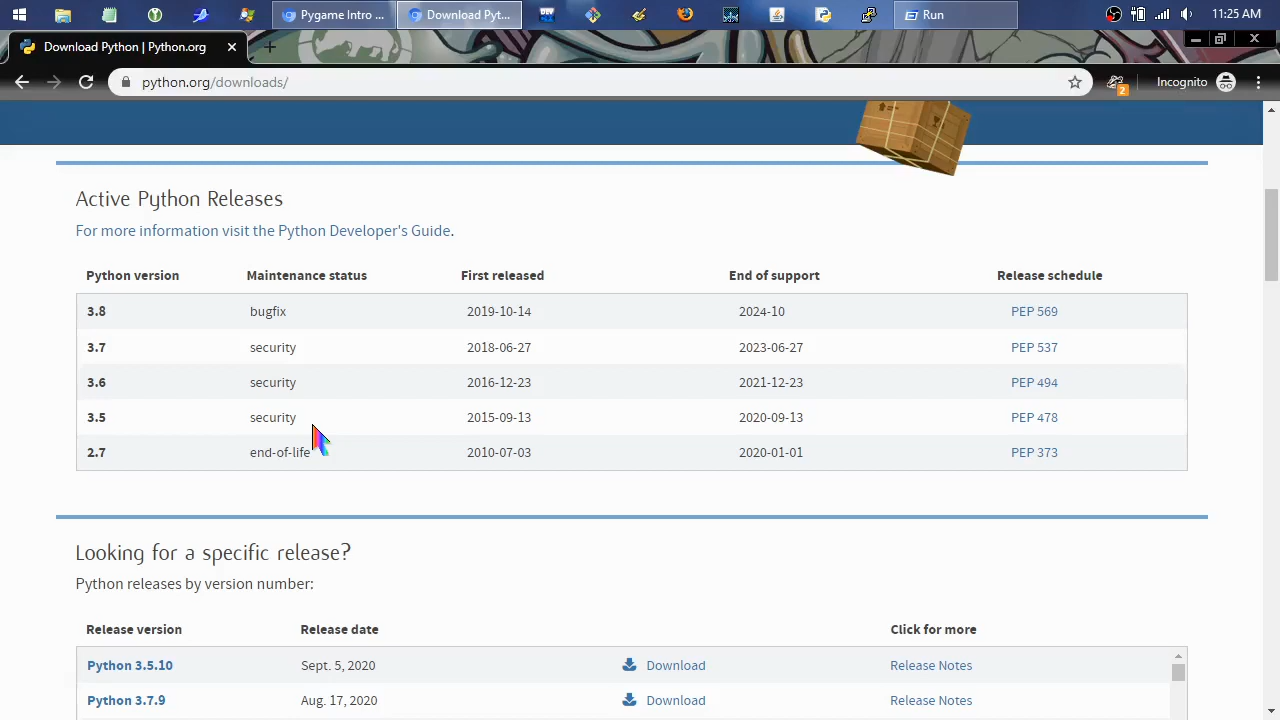 Pygame Intro ...
Download Pyt...
Run
11:25 AM
Download Python | Python.org
python.org/downloads/
2
Incognito
Active Python Releases
For more information visit the Python Developer's Guide.
Python version Maintenance status First released End of support Release schedule
3.8 bugfix 2019-10-14 2024-10 PEP 569
3.7 security 2018-06-27 2023-06-27 PEP 537
3.6 security 2016-12-23 2021-12-23 PEP 494
3.5 security 2015-09-13 2020-09-13 PEP 478
2.7 end-of-life 2010-07-03 2020-01-01 PEP 373
Looking for a specific release?
Python releases by version number:
Release version Release date Click for more
Python 3.5.10 Sept. 5, 2020 Download Release Notes
Python 3.7.9 Aug. 17, 2020 Download Release Notes